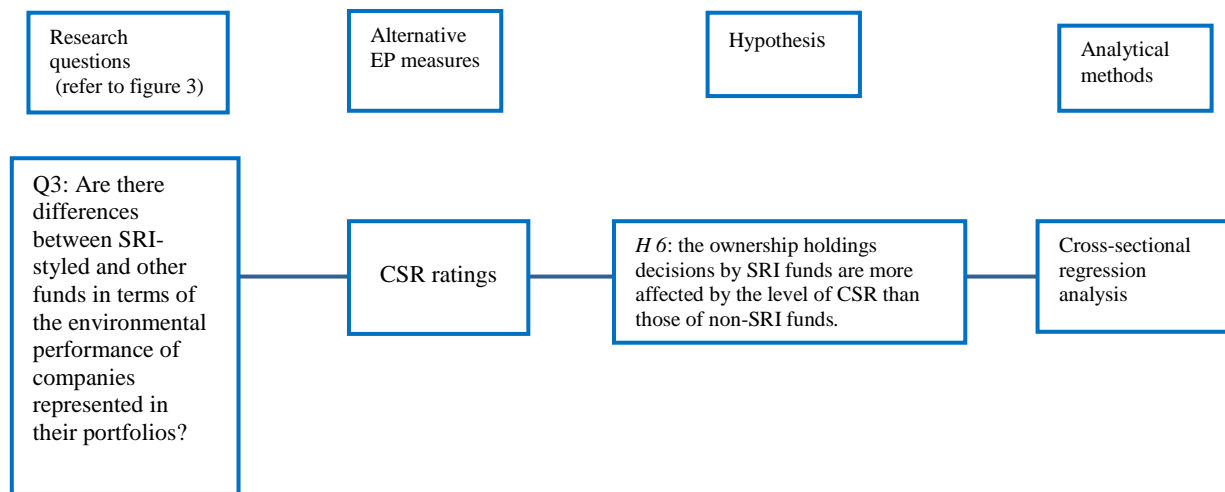 Research
questions
(refer to figure 3)
Alternative
EP measures
Hypothesis
Analytical
methods
Q3: Are there
differences
between SRI-
styled and other
funds in terms of
the environmental
performance of
companies
represented in
their portfolios?
CSR ratings
H 6: the ownership holdings
decisions by SRI funds are more
affected by the level of CSR than
those of non-SRI funds.
Cross-sectional
regression
analysis